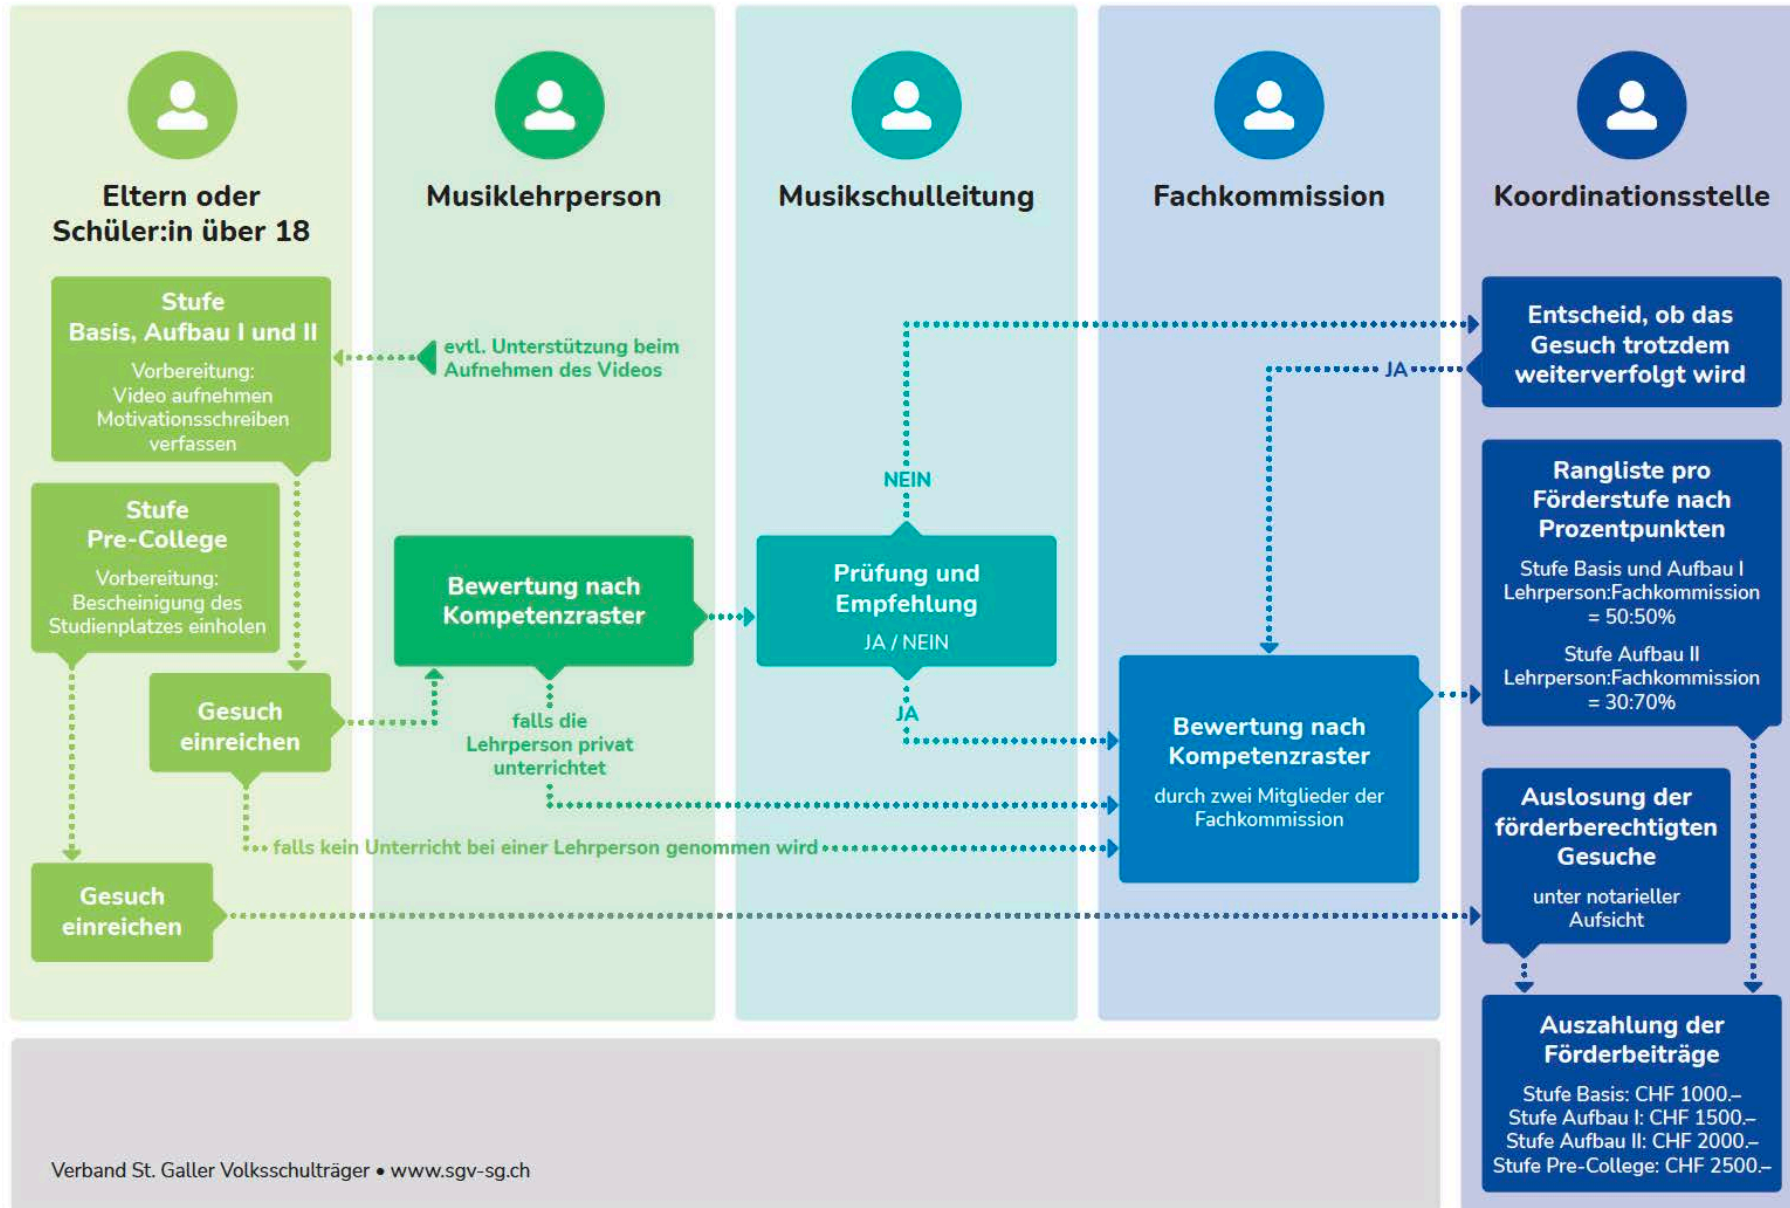 Eltern oder
Schüler:in über 18
Stufe
Basis, Aufbau I und II
Vorbereitung:
Video aufnehmen
Motivationsschreiben
verfassen
Stufe
Pre-College
Vorbereitung:
Bescheinigung des
Studienplatzes einholen
Gesuch
einreichen
Gesuch
einreichen
Musiklehrperson
evtl. Unterstützung beim
Aufnehmen des Videos
Bewertung nach
Kompetenzraster
falls die
Lehrperson privat
unterrichtet
falls kein Unterricht bei einer Lehrperson genommen wird
Musikschulleitung
NEIN
Prüfung und
Empfehlung
JA / NEIN
JA
Fachkommission
JA
Bewertung nach
Kompetenzraster
durch zwei Mitglieder der
Fachkommission
Koordinationsstelle
Entscheid, ob das
Gesuch trotzdem
weiterverfolgt wird
Rangliste pro
Förderstufe nach
Prozentpunkten
Stufe Basis und Aufbau I
Lehrperson:Fachkommission
= 50:50%
Stufe Aufbau II
Lehrperson:Fachkommission
= 30:70%
Auslosung der
förderberechtigten
Gesuche
unter notarieller
Aufsicht
Auszahlung der
Förderbeiträge
Stufe Basis: CHF 1000.–
Stufe Aufbau I: CHF 1500.–
Stufe Aufbau II: CHF 2000.–
Stufe Pre-College: CHF 2500.–
Verband St. Galler Volksschulträger • www.sgv-sg.ch